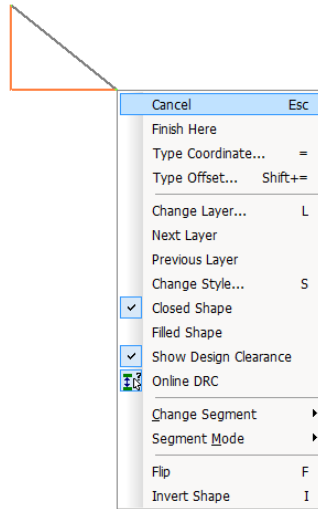 Cancel Esc
Finish Here
Type Coordinate... =
Type Offset... Shift+=
Change Layer... L
Next Layer
Previous Layer
Change Style... S
Closed Shape
Filled Shape
Show Design Clearance
Online DRC
Change Segment
Segment Mode
Flip F
Invert Shape I